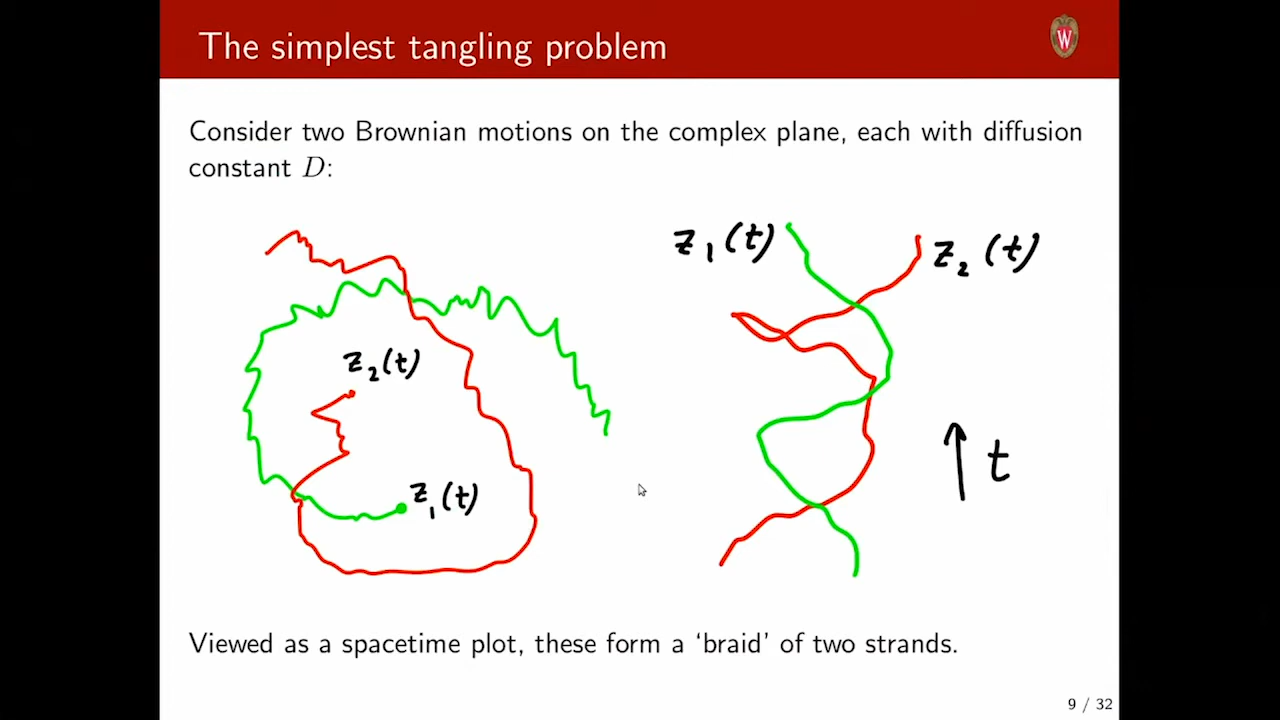 The simplest tangling problem
W
Consider two Brownian motions on the complex plane, each with diffusion
constant D:
z₁(t)
z₂(t)
z₂(t)
z₁(t)
t
Viewed as a spacetime plot, these form a ‘braid’ of two strands.
9 / 32